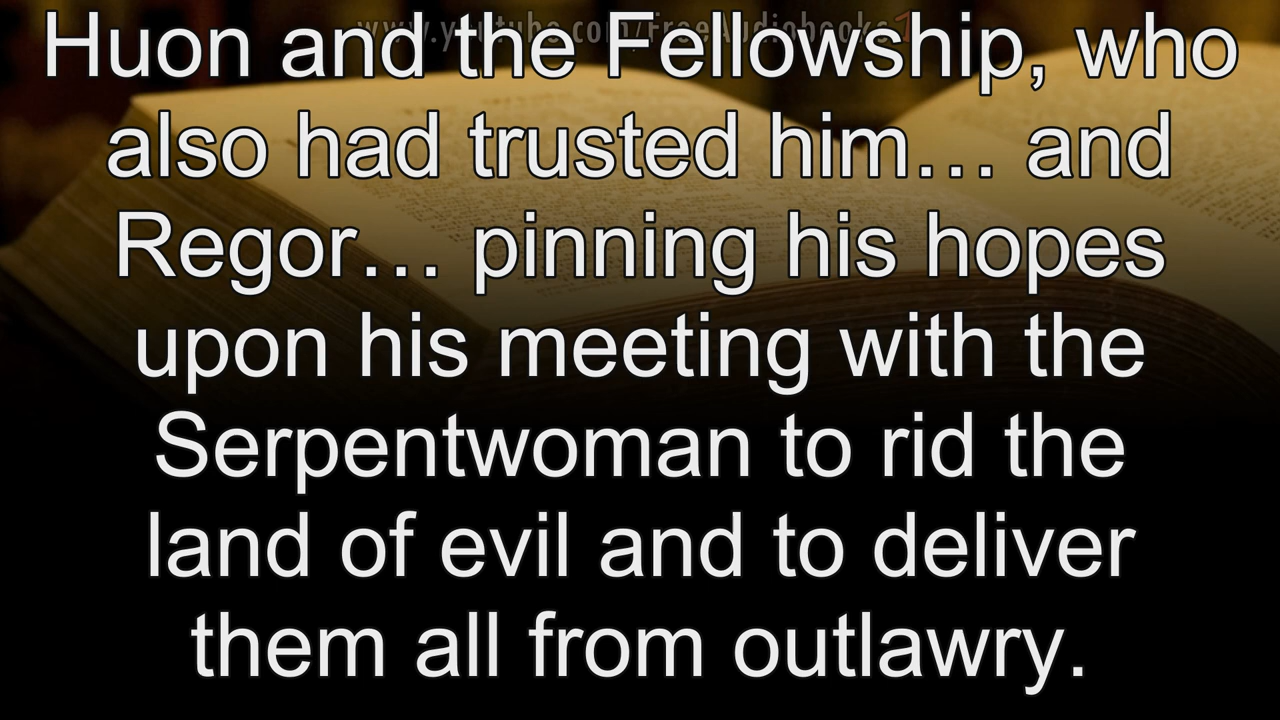 www.youtube.com/FreeAudiobooks1
Huon and the Fellowship, who
also had trusted him… and
Regor… pinning his hopes
upon his meeting with the
Serpentwoman to rid the
land of evil and to deliver
them all from outlawry.